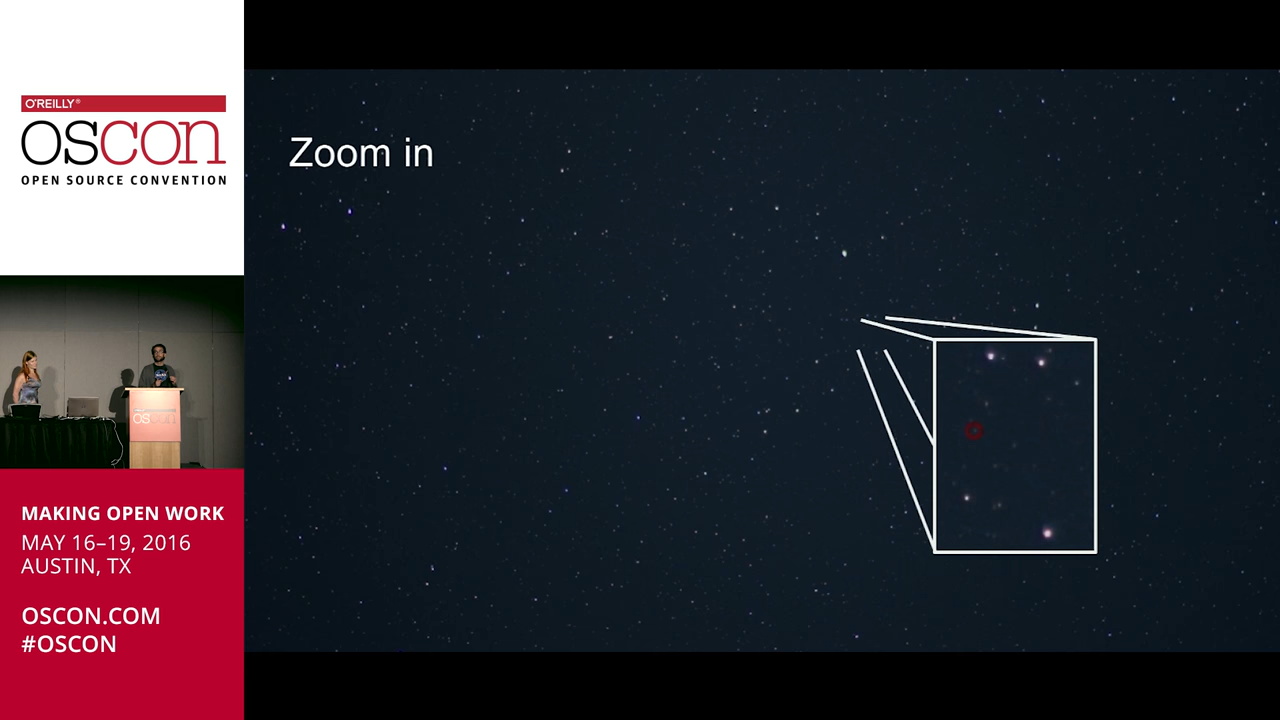 O'REILLY®
OSCON
OPEN SOURCE CONVENTION
Zoom in
OSCON
MAKING OPEN WORK
MAY 16–19, 2016
AUSTIN, TX
OSCON.COM
#OSCON